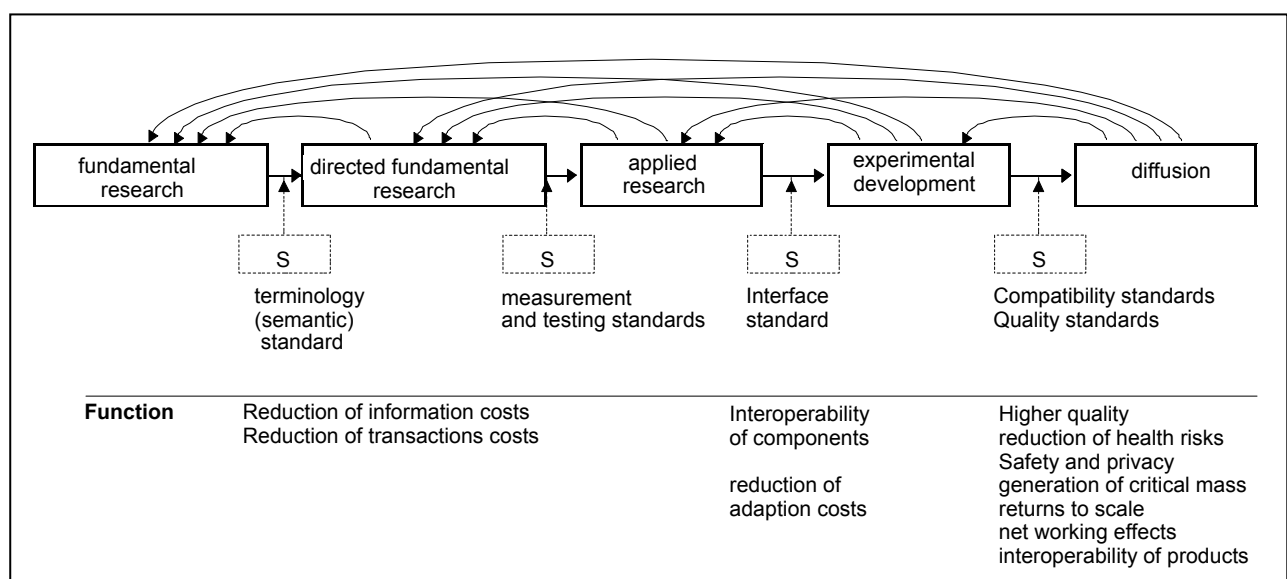 fundamental
research
directed fundamental
research
applied
research
experimental
development
diffusion
S
S
S
S
terminology
(semantic)
standard
measurement
and testing standards
Interface
standard
Compatibility standards
Quality standards
Function
Reduction of information costs
Reduction of transactions costs
Interoperability
of components
reduction of
adaption costs
Higher quality
reduction of health risks
Safety and privacy
generation of critical mass
returns to scale
net working effects
interoperability of products